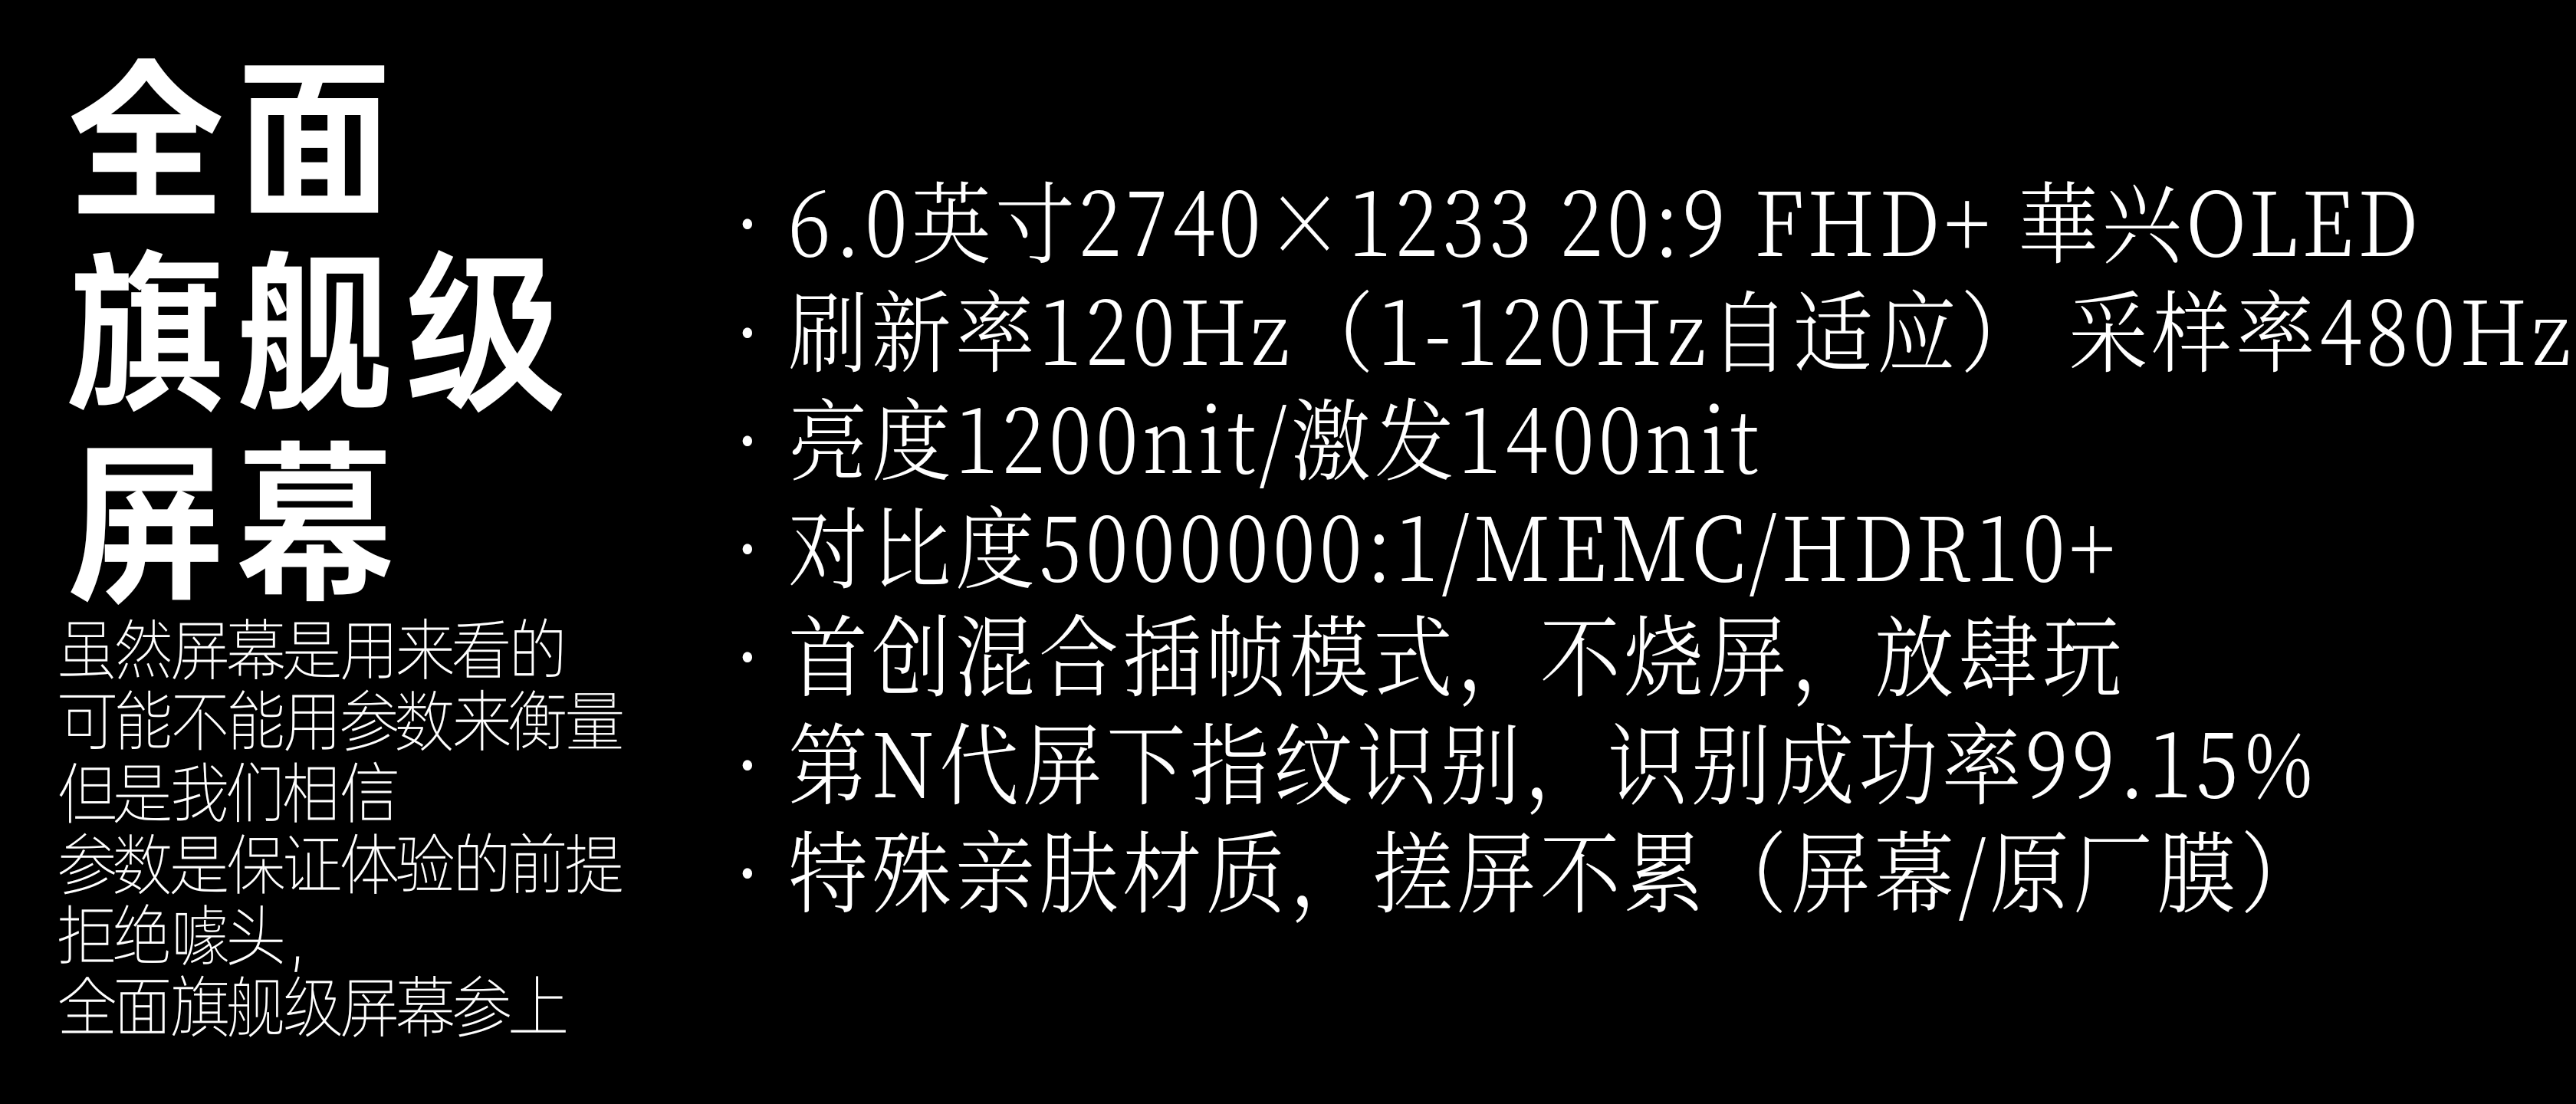 全面
旗舰级
屏幕
虽然屏幕是用来看的
可能不能用参数来衡量
但是我们相信
参数是保证体验的前提
拒绝噱头，
全面旗舰级屏幕参上
· 6.0英寸2740×1233 20:9 FHD+ 華兴OLED
· 刷新率120Hz（1-120Hz自适应） 采样率480Hz
· 亮度1200nit/激发1400nit
· 对比度5000000:1/MEMC/HDR10+
· 首创混合插帧模式，不烧屏，放肆玩
· 第N代屏下指纹识别，识别成功率99.15%
· 特殊亲肤材质，搓屏不累（屏幕/原厂膜）